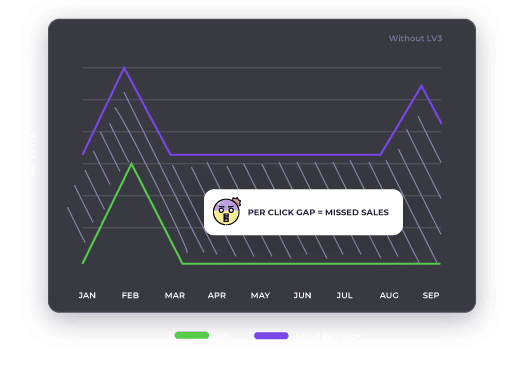 Without LV3
PER CLICK GAP = MISSED SALES
JAN FEB MAR APR MAY JUN JUL AUG SEP